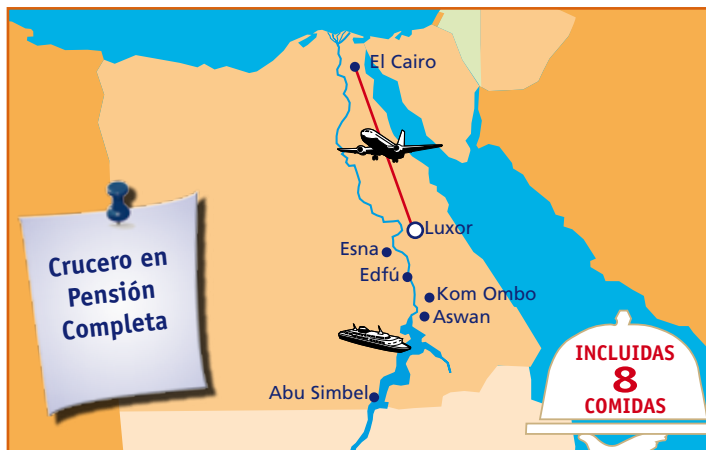 El Cairo
Luxor
Esna
Edfú
Kom Ombo
Aswan
Abu Simbel
Crucero en
Pensión
Completa
INCLUIDAS
8
COMIDAS